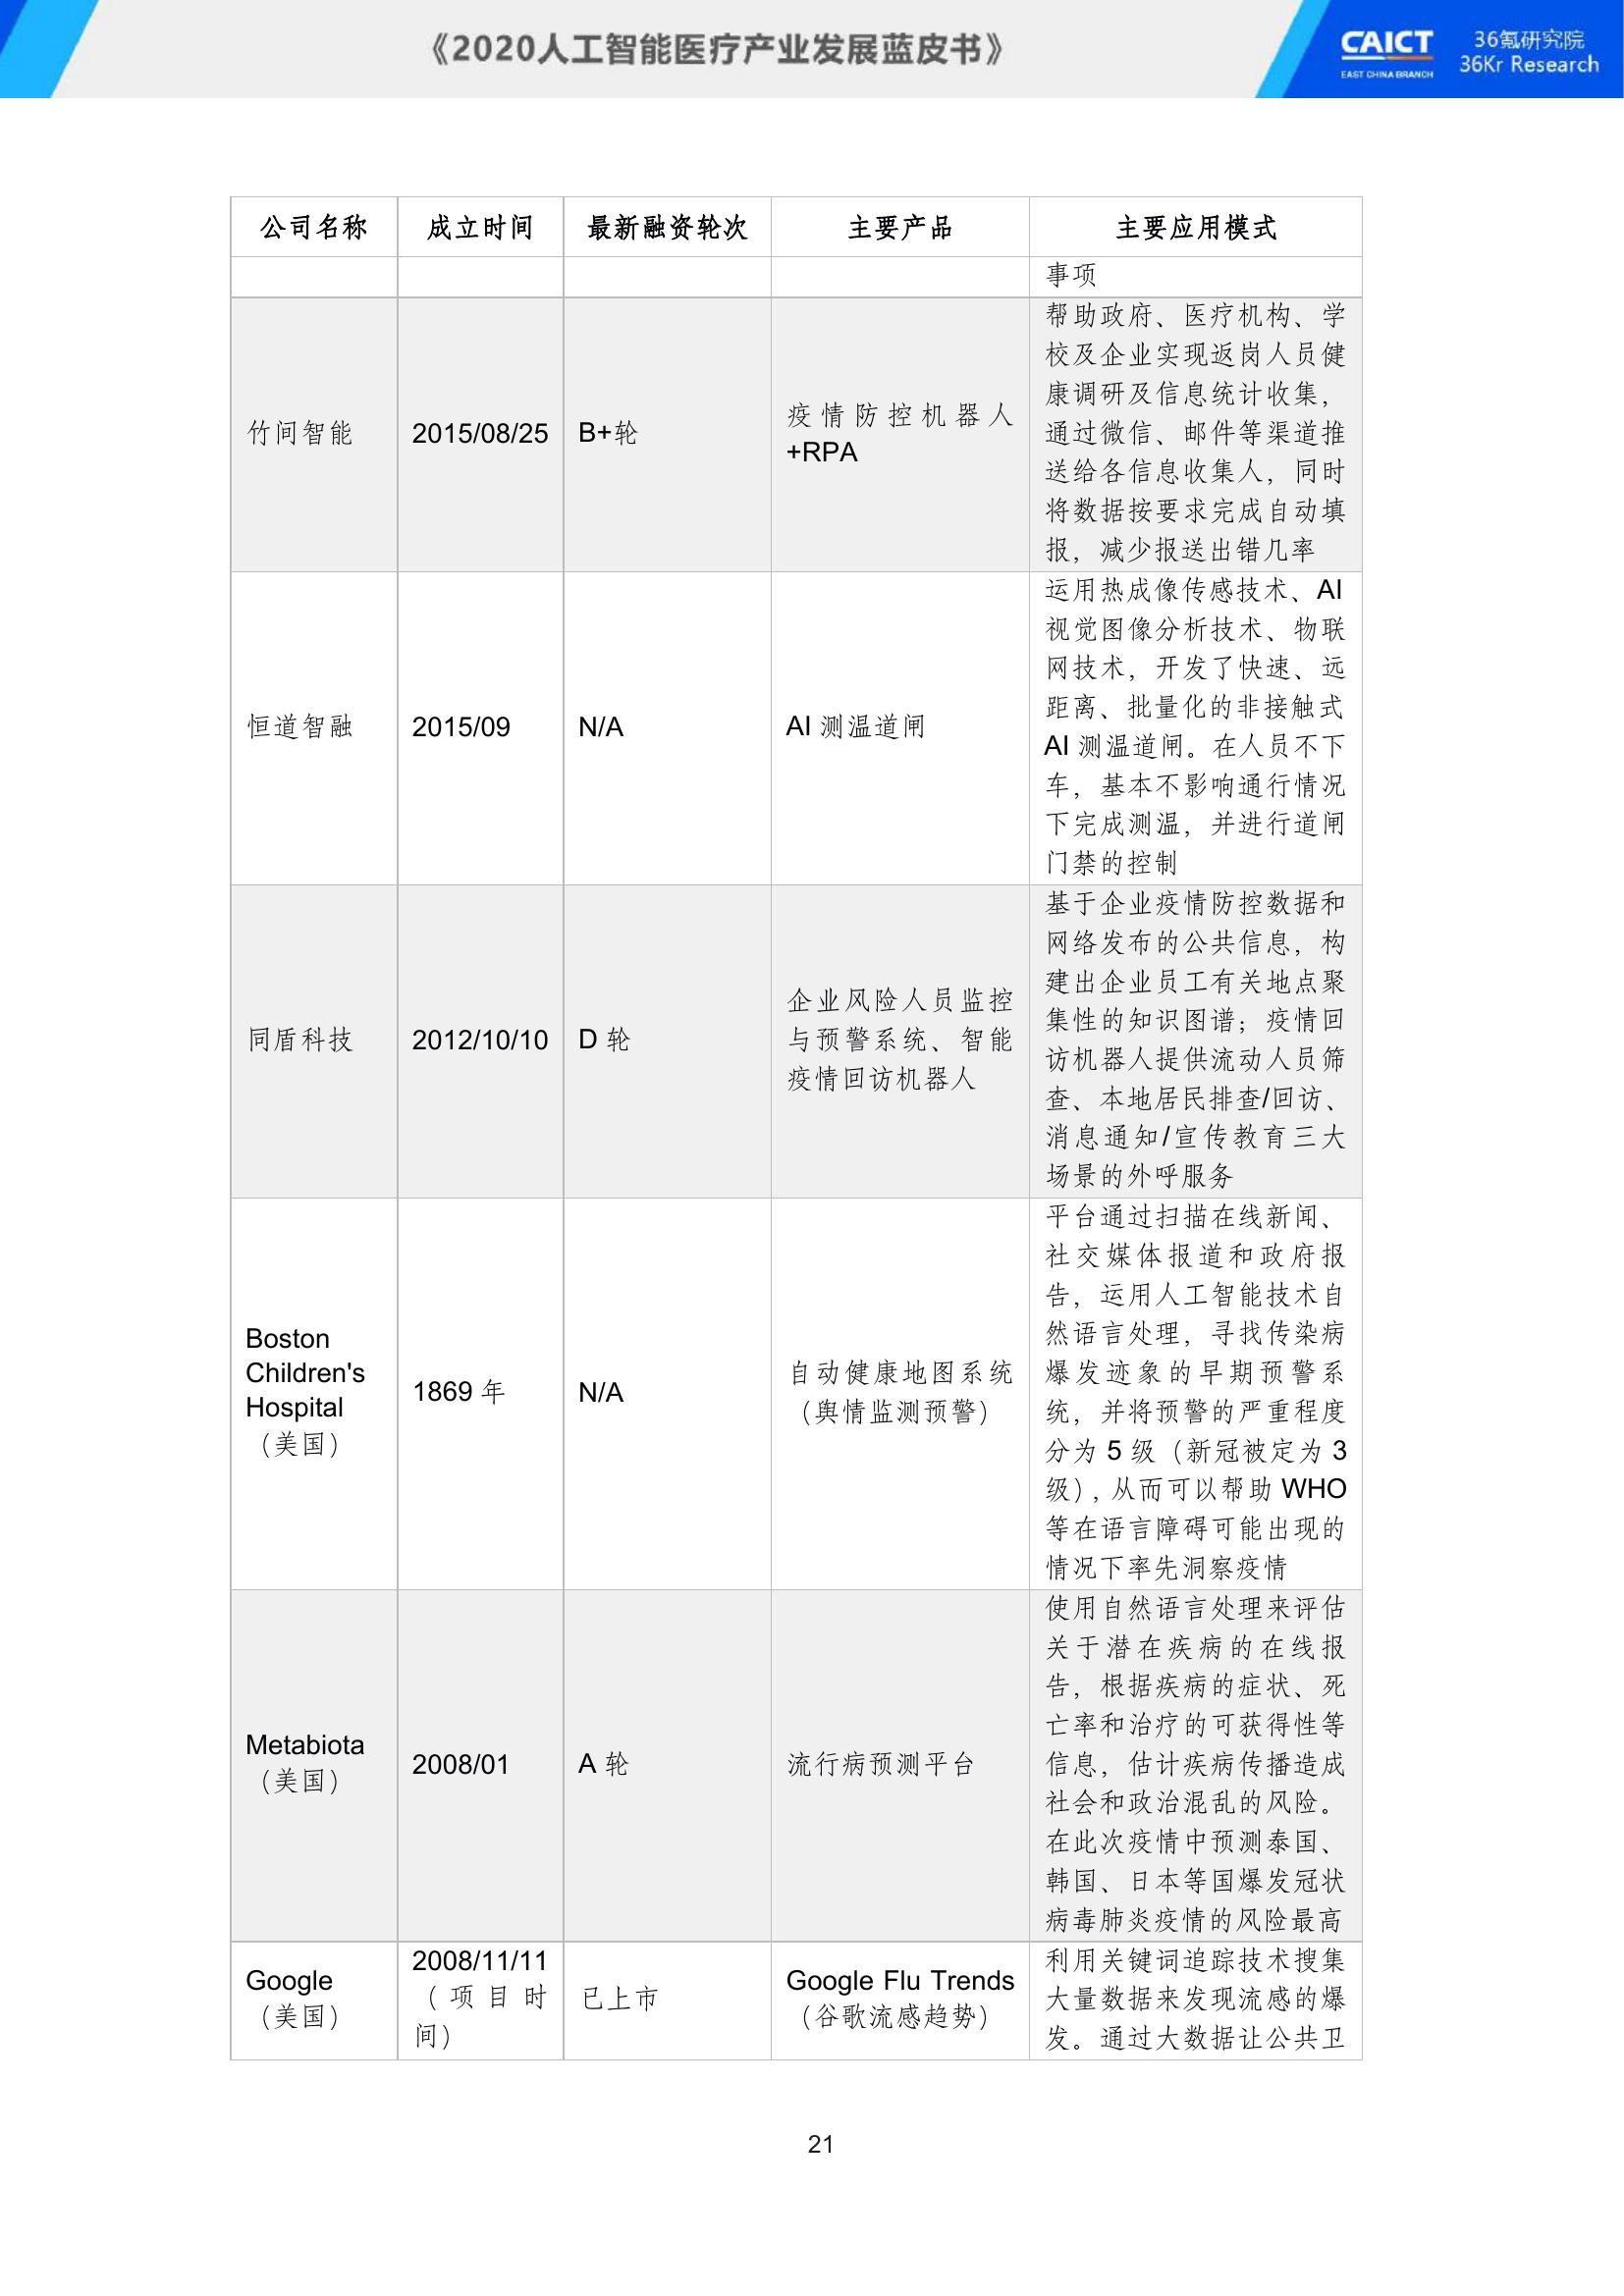 《2020人工智能医疗产业发展蓝皮书》
CAICT
EAST CHINA BRANCH
36氪研究院
36Kr Research
公司名称 成立时间 最新融资轮次 主要产品 主要应用模式
事项
竹间智能
2015/08/25
B+轮
疫情防控机器人
+RPA
帮助政府、医疗机构、学
校及企业实现返岗人员健
康调研及信息统计收集，
通过微信、邮件等渠道推
送给各信息收集人，同时
将数据按要求完成自动填
报，减少报送出错几率
恒道智融
2015/09
N/A
AI 测温道闸
运用热成像传感技术、AI
视觉图像分析技术、物联
网技术，开发了快速、远
距离、批量化的非接触式
AI 测温道闸。在人员不下
车，基本不影响通行情况
下完成测温，并进行道闸
门禁的控制
同盾科技
2012/10/10
D 轮
企业风险人员监控
与预警系统、智能
疫情回访机器人
基于企业疫情防控数据和
网络发布的公共信息，构
建出企业员工有关地点聚
集性的知识图谱；疫情回
访机器人提供流动人员筛
查、本地居民排查/回访、
消息通知/宣传教育三大
场景的外呼服务
Boston
Children's
Hospital
（美国）
1869 年
N/A
自动健康地图系统
（舆情监测预警）
平台通过扫描在线新闻、
社交媒体报道和政府报
告，运用人工智能技术自
然语言处理，寻找传染病
爆发迹象的早期预警系
统，并将预警的严重程度
分为 5 级（新冠被定为 3
级），从而可以帮助 WHO
等在语言障碍可能出现的
情况下率先洞察疫情
Metabiota
（美国）
2008/01
A 轮
流行病预测平台
使用自然语言处理来评估
关于潜在疾病的在线报
告，根据疾病的症状、死
亡率和治疗的可获得性等
信息，估计疾病传播造成
社会和政治混乱的风险。
在此次疫情中预测泰国、
韩国、日本等国爆发冠状
病毒肺炎疫情的风险最高
Google
（美国）
2008/11/11
（项目时
间）
已上市
Google Flu Trends
（谷歌流感趋势）
利用关键词追踪技术搜集
大量数据来发现流感的爆
发。通过大数据让公共卫
21